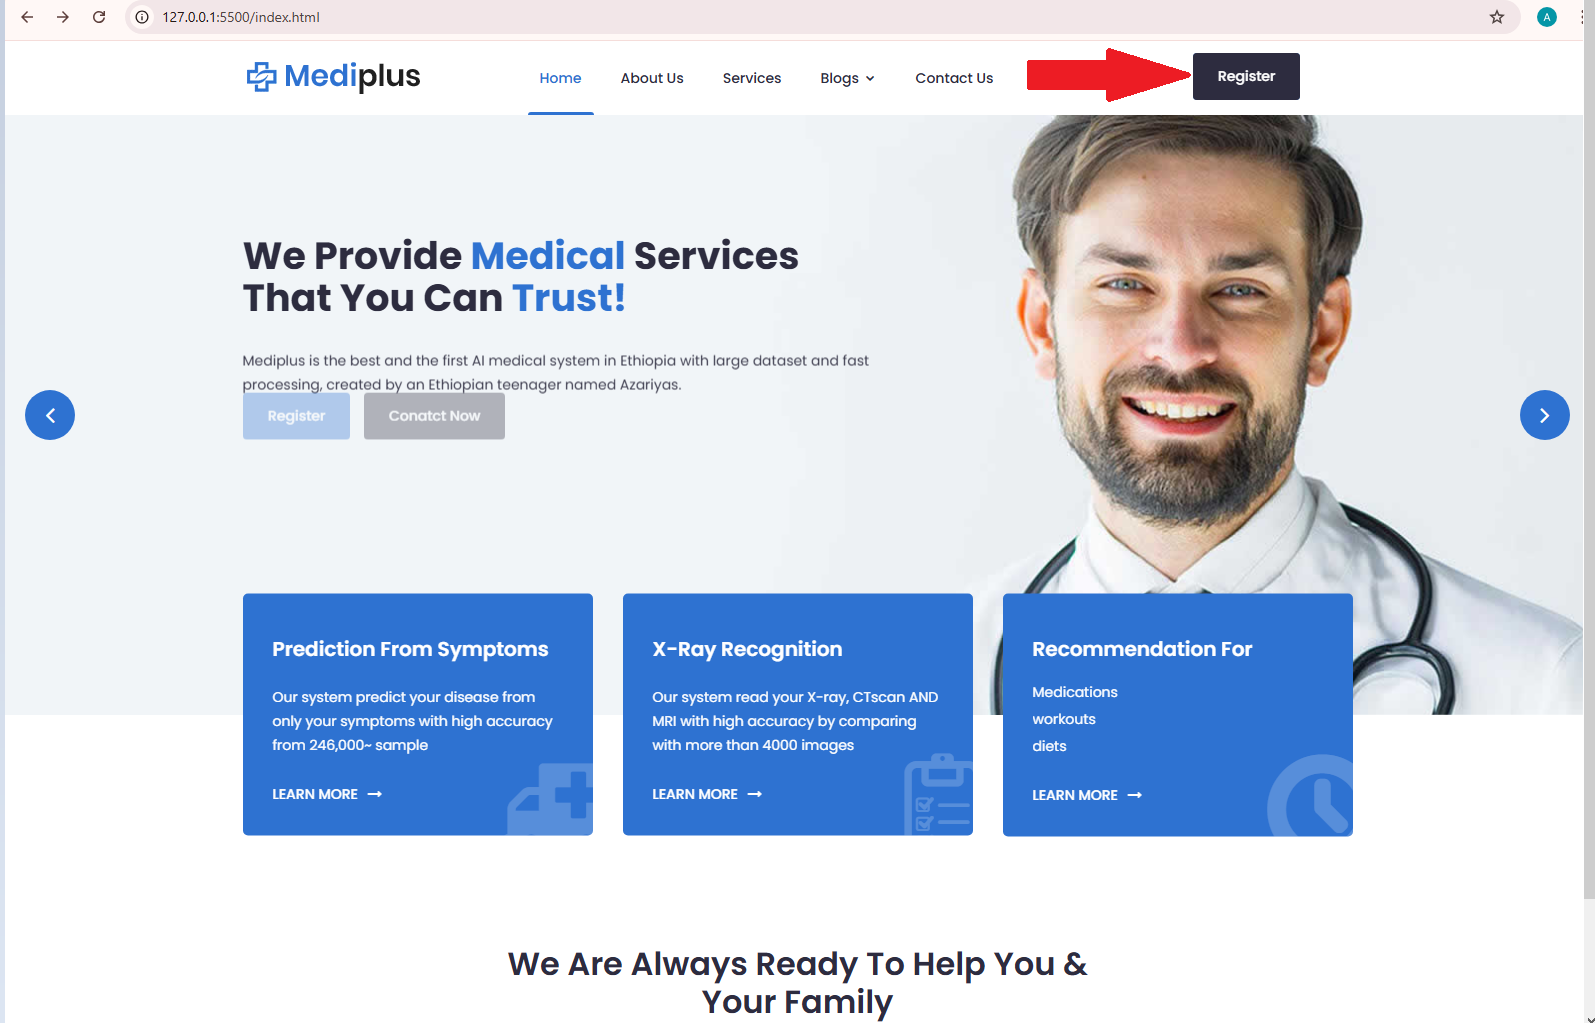 127.0.0.1:5500/index.html
A
Mediplus
Home
About Us
Services
Blogs
Contact Us
Register
We Provide Medical Services
That You Can Trust!
Mediplus is the best and the first AI medical system in Ethiopia with large dataset and fast
processing, created by an Ethiopian teenager named Azariyas.
Register
Conatct Now
Prediction From Symptoms
Our system predict your disease from
only your symptoms with high accuracy
from 246,000~ sample
LEARN MORE
X-Ray Recognition
Our system read your X-ray, CTscan AND
MRI with high accuracy by comparing
with more than 4000 images
LEARN MORE
Recommendation For
Medications
workouts
diets
LEARN MORE
We Are Always Ready To Help You &
Your Family